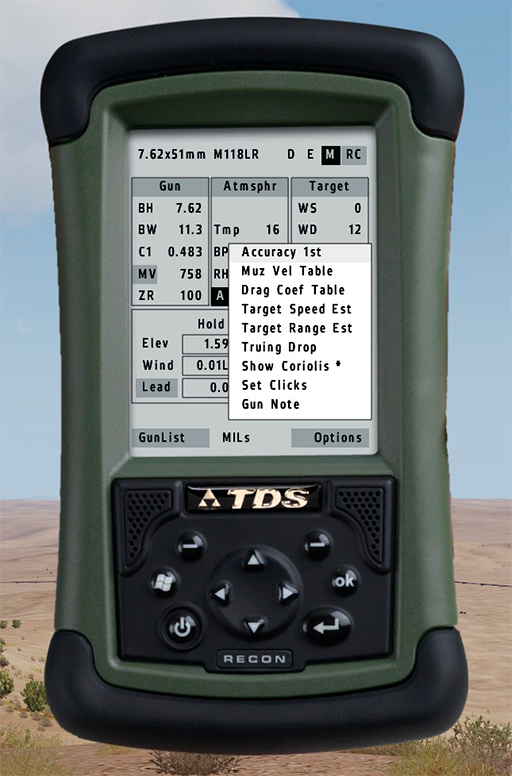 7.62x51mm M118LR D E M RC
Gun Atmsphr Target
BH 7.62 WS 0
BW 11.3 Tmp 16 WD 12
C1 0.483 BP
MV 758 RH
ZR 100 A
Accuracy 1st
Muz Vel Table
Drag Coef Table
Target Speed Est
Target Range Est
Truing Drop
Show Coriolis *
Set Clicks
Gun Note
Hold
Elev 1.59
Wind 0.01L
Lead 0.0
GunList MILs Options
TDS
ok
RECON